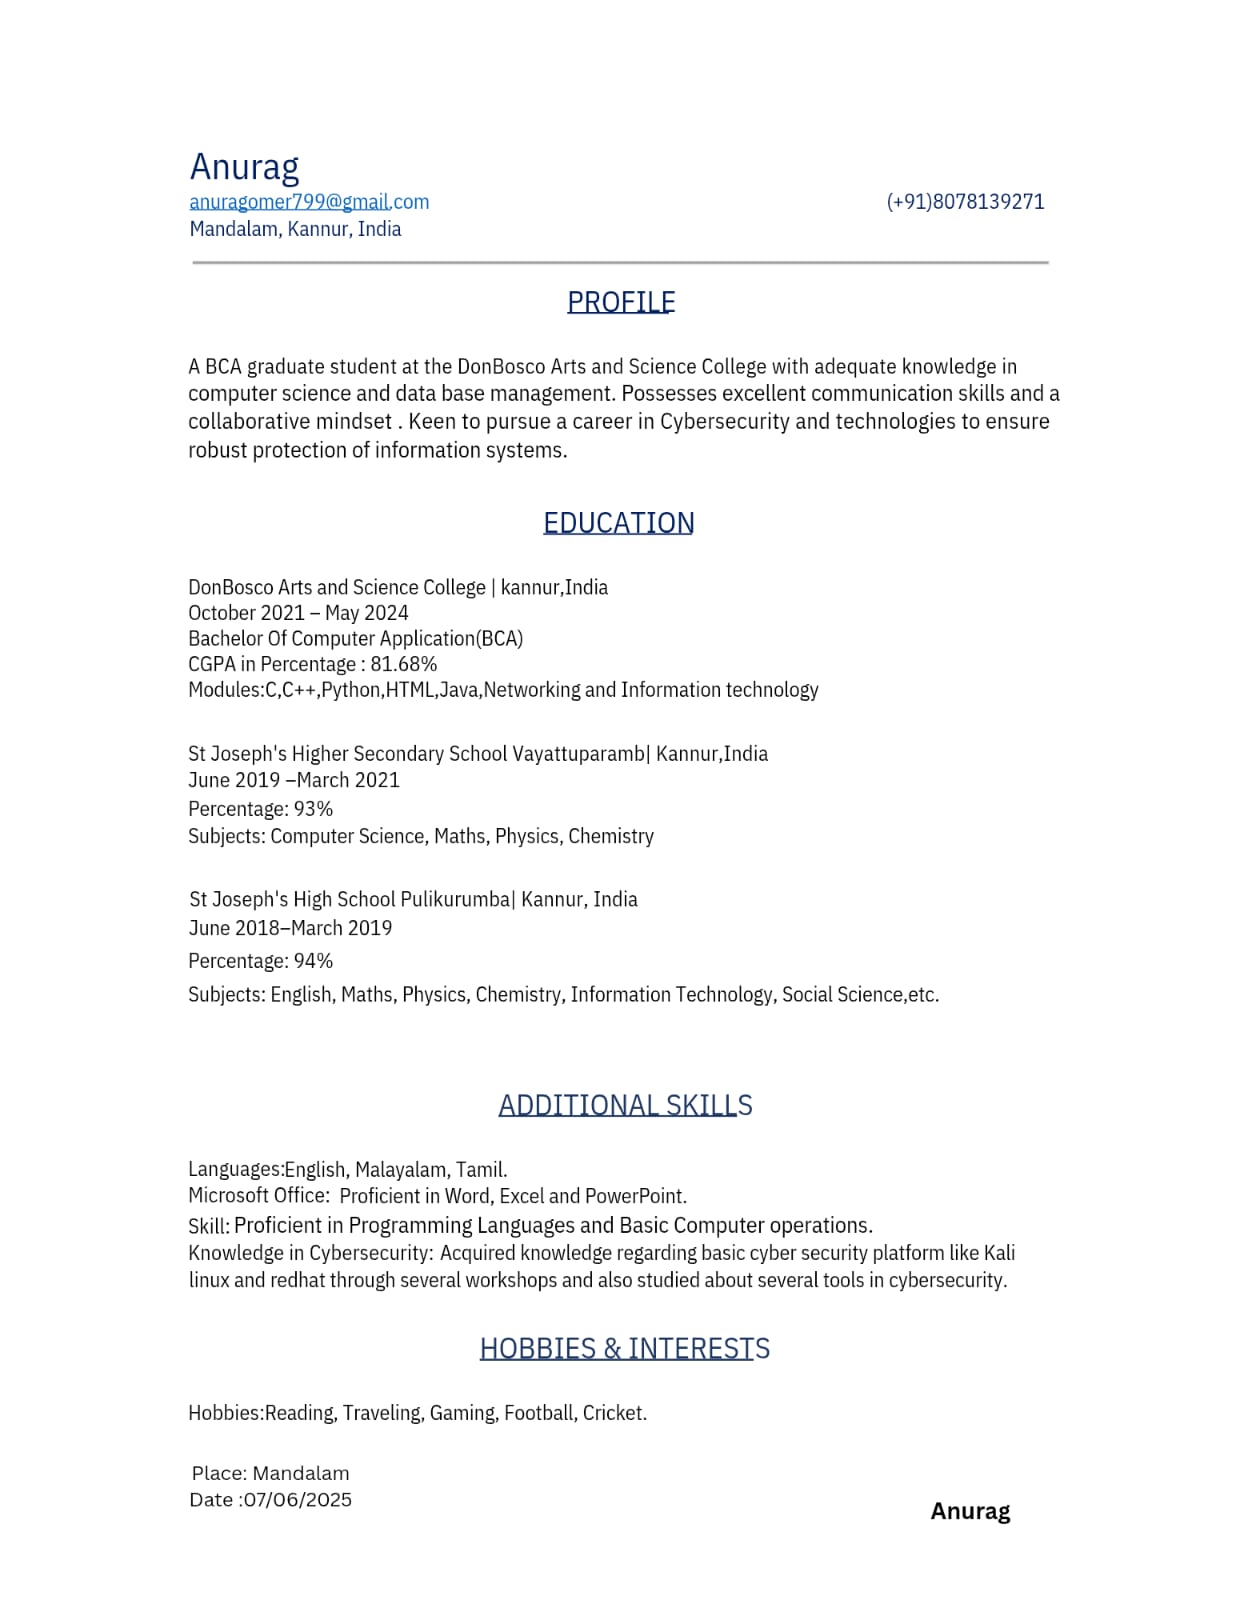 Anurag
anuragomer799@gmail.com (+91)8078139271
Mandalam, Kannur, India
PROFILE
A BCA graduate student at the DonBosco Arts and Science College with adequate knowledge in
computer science and data base management. Possesses excellent communication skills and a
collaborative mindset . Keen to pursue a career in Cybersecurity and technologies to ensure
robust protection of information systems.
EDUCATION
DonBosco Arts and Science College | kannur,India
October 2021 – May 2024
Bachelor Of Computer Application(BCA)
CGPA in Percentage : 81.68%
Modules:C,C++,Python,HTML,Java,Networking and Information technology
St Joseph's Higher Secondary School Vayattuparamb| Kannur,India
June 2019 –March 2021
Percentage: 93%
Subjects: Computer Science, Maths, Physics, Chemistry
St Joseph's High School Pulikurumba| Kannur, India
June 2018–March 2019
Percentage: 94%
Subjects: English, Maths, Physics, Chemistry, Information Technology, Social Science,etc.
ADDITIONAL SKILLS
Languages:English, Malayalam, Tamil.
Microsoft Office: Proficient in Word, Excel and PowerPoint.
Skill: Proficient in Programming Languages and Basic Computer operations.
Knowledge in Cybersecurity: Acquired knowledge regarding basic cyber security platform like Kali
linux and redhat through several workshops and also studied about several tools in cybersecurity.
HOBBIES & INTERESTS
Hobbies:Reading, Traveling, Gaming, Football, Cricket.
Place: Mandalam
Date :07/06/2025
Anurag